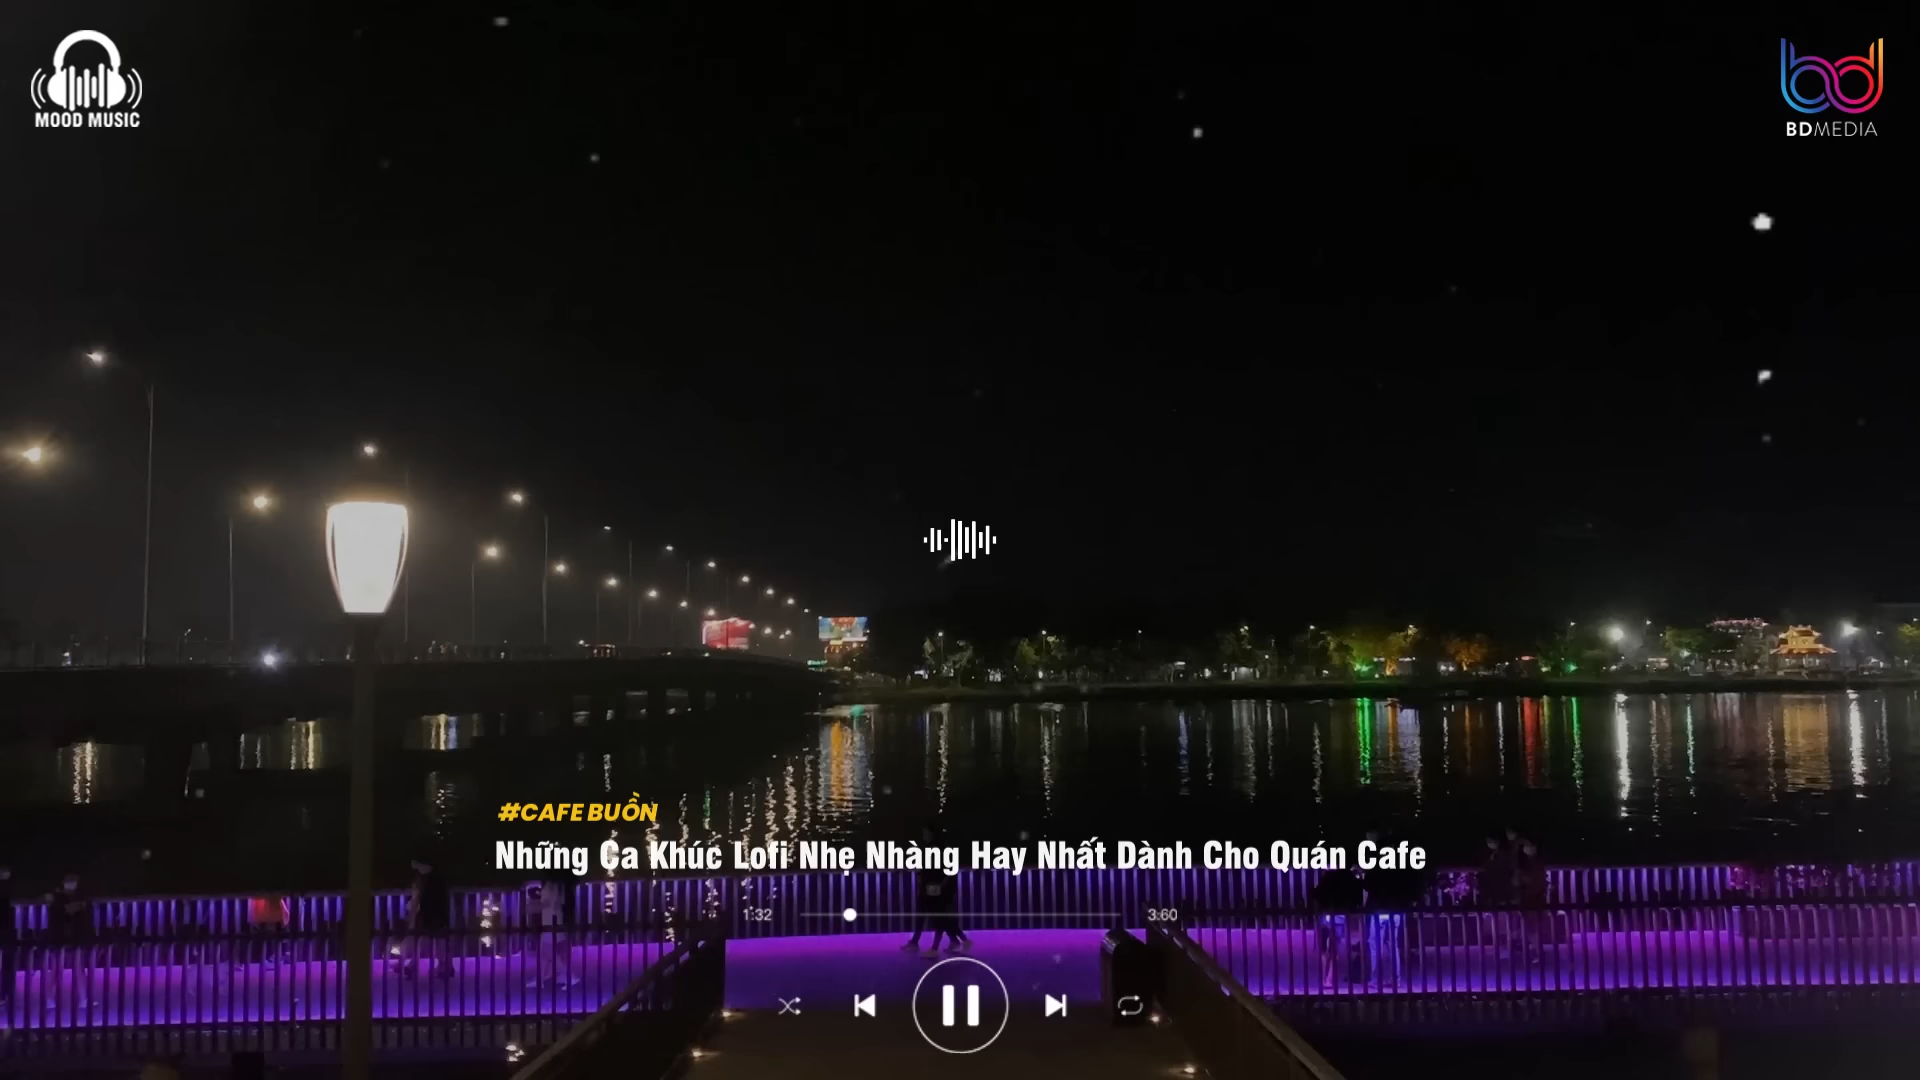 MOOD MUSIC
BDMEDIA
#CAFE BUỒN
Những Ca Khúc Lofi Nhẹ Nhàng Hay Nhất Dành Cho Quán Cafe
1:32
3:60